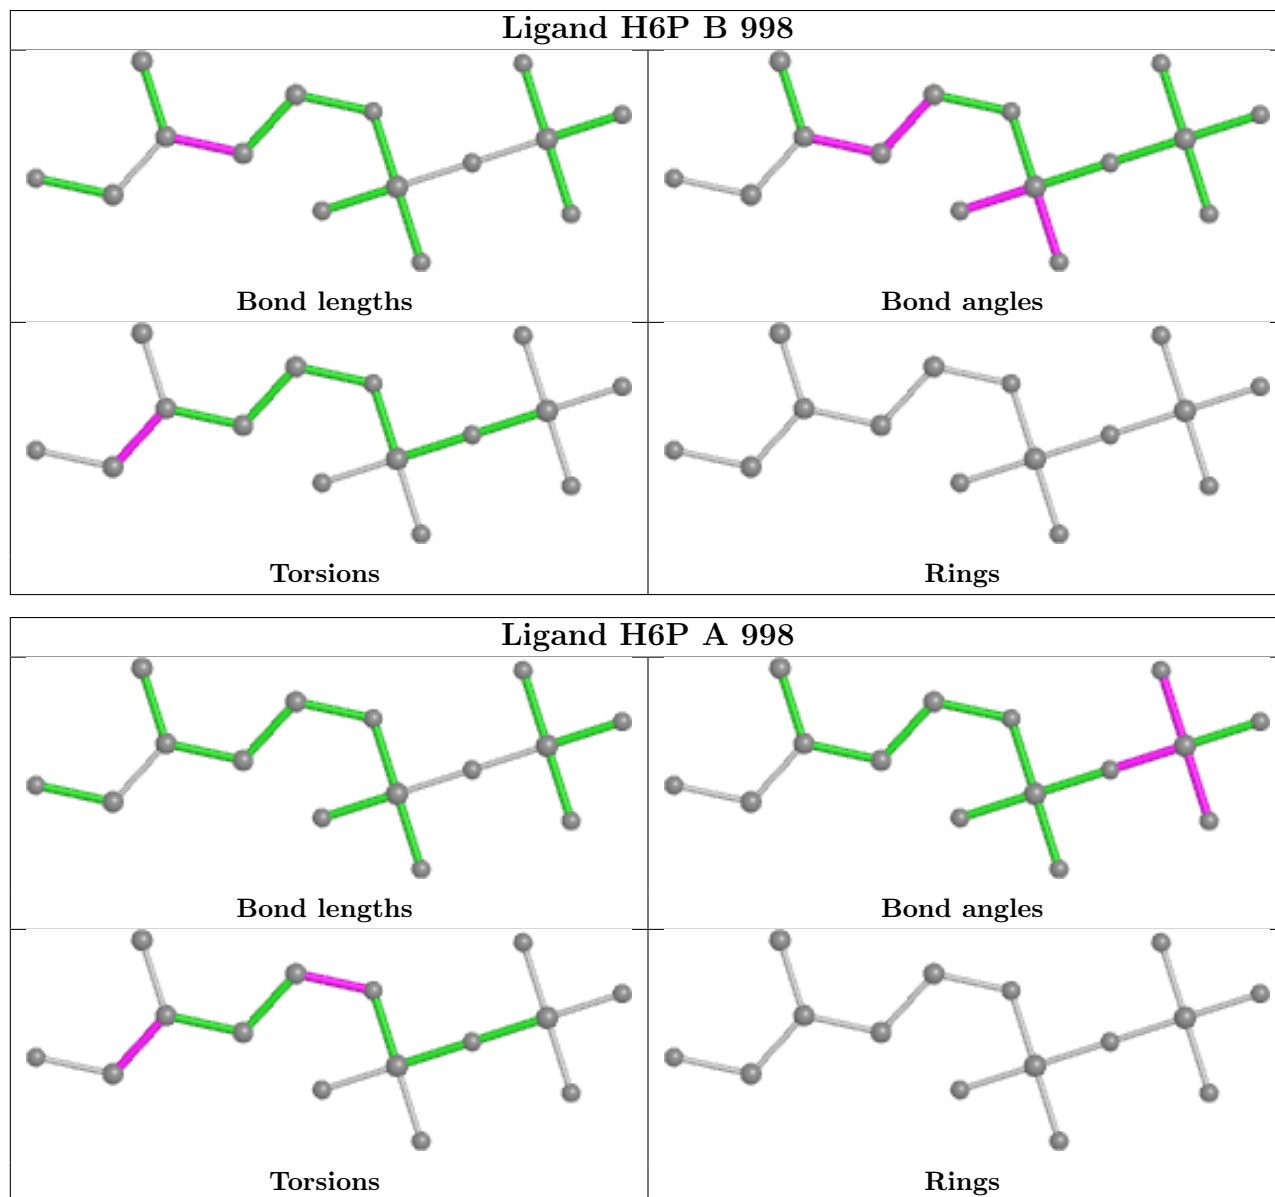 Ligand H6P B 998
Bond lengths
Bond angles
Torsions
Rings
Ligand H6P A 998
Bond lengths
Bond angles
Torsions
Rings